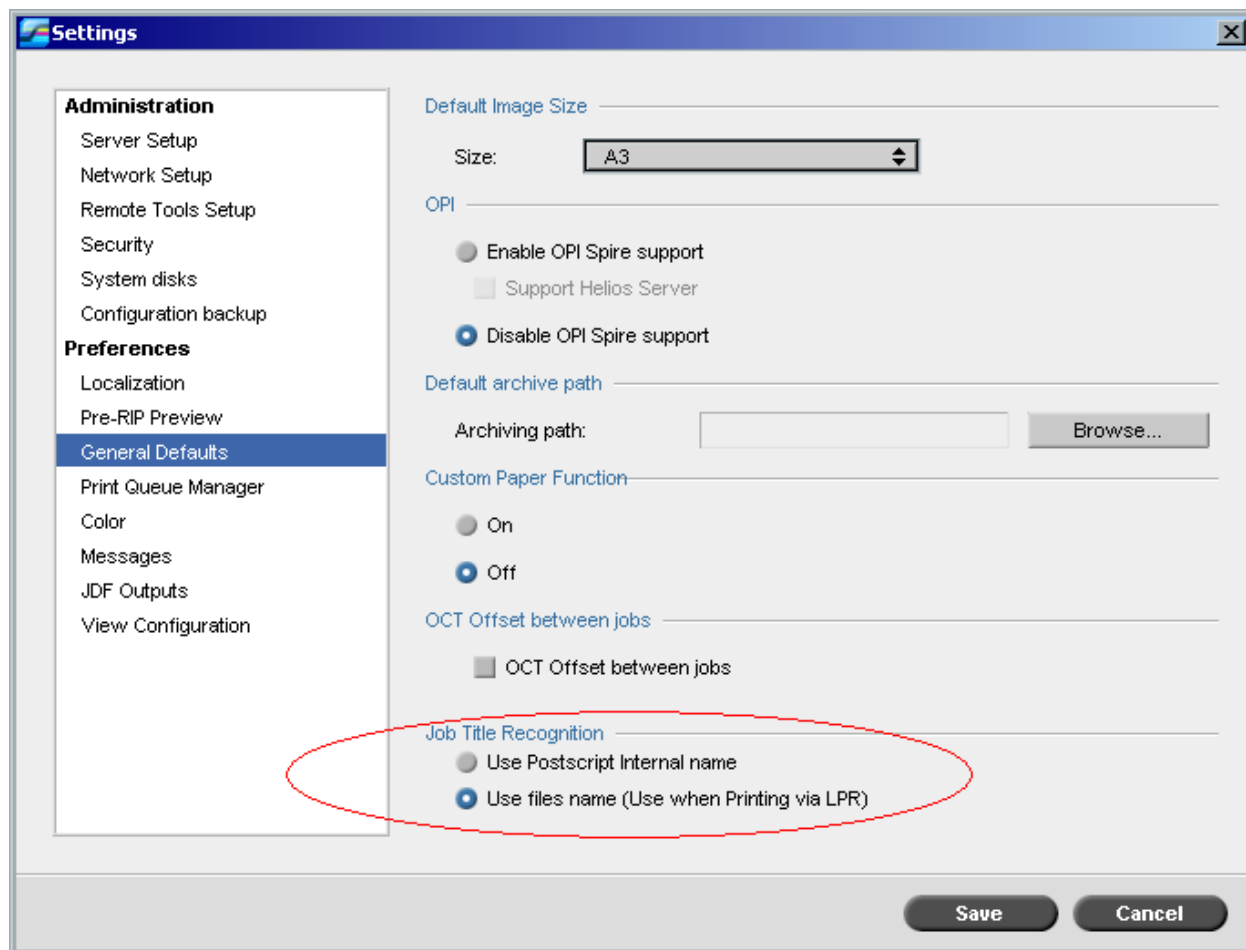 Settings
Administration
Server Setup
Network Setup
Remote Tools Setup
Security
System disks
Configuration backup
Preferences
Localization
Pre-RIP Preview
General Defaults
Print Queue Manager
Color
Messages
JDF Outputs
View Configuration
Default Image Size
Size: A3
OPI
Enable OPI Spire support
Support Helios Server
Disable OPI Spire support
Default archive path
Archiving path: Browse...
Custom Paper Function
On
Off
OCT Offset between jobs
OCT Offset between jobs
Job Title Recognition
Use Postscript Internal name
Use files name (Use when Printing via LPR)
Save Cancel